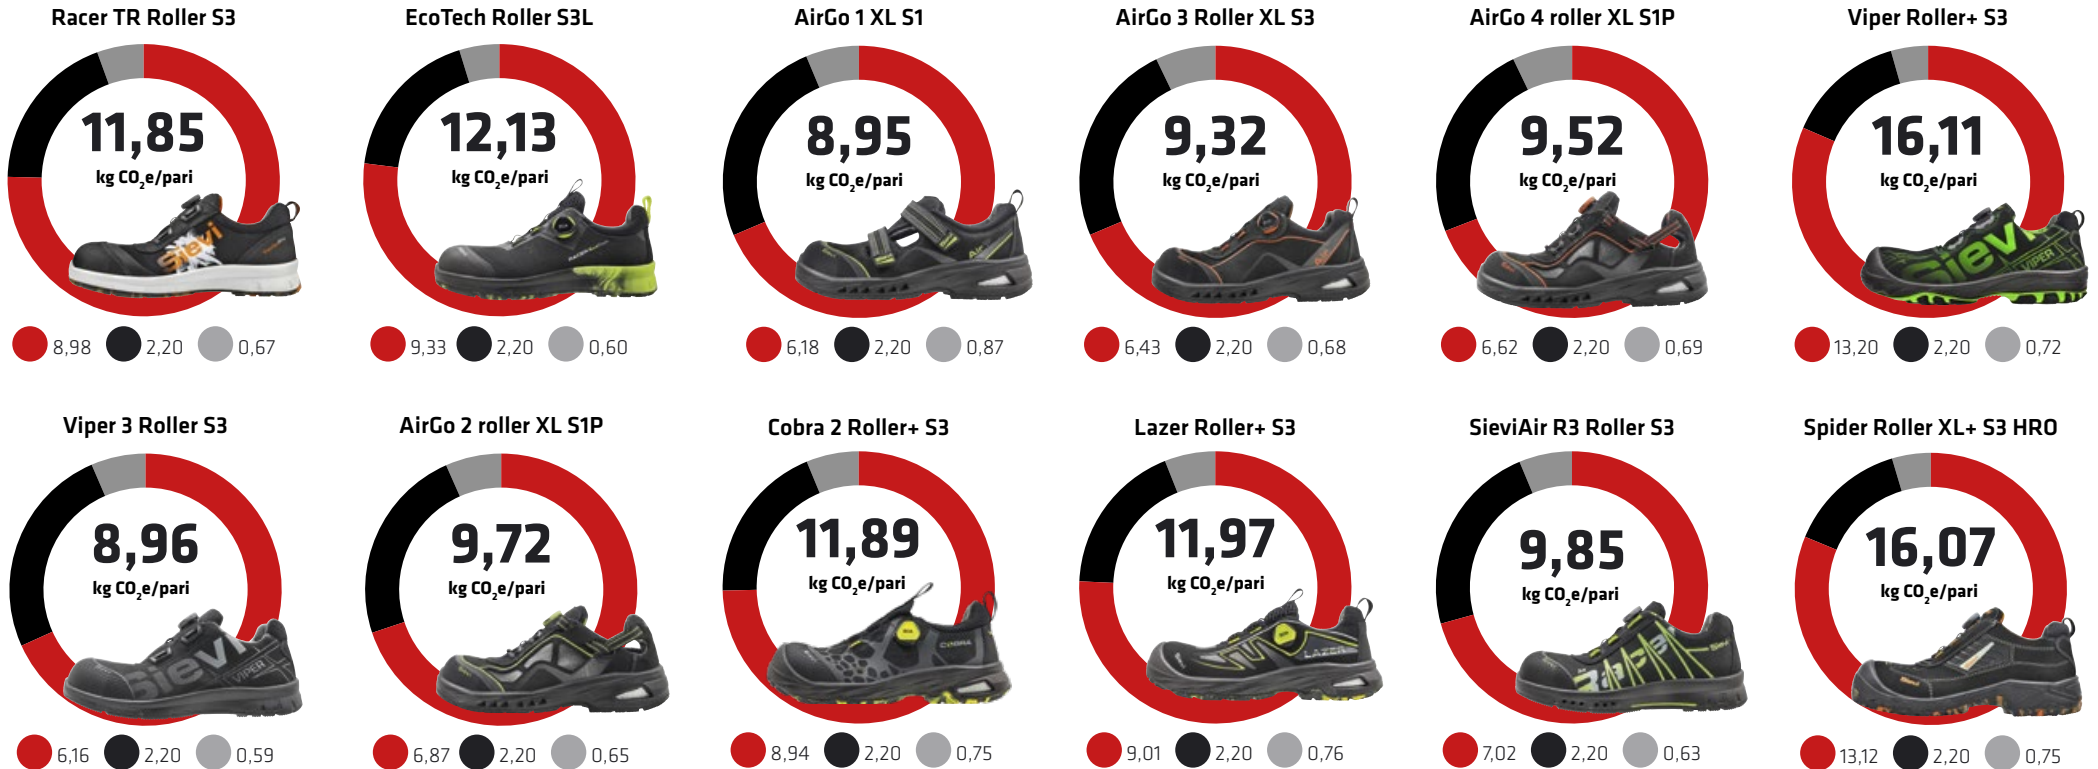 Racer TR Roller S3
11,85
kg CO2e/pari
Sievi
8,98 2,20 0,67
EcoTech Roller S3L
12,13
kg CO2e/pari
9,33 2,20 0,60
AirGo 1 XL S1
8,95
kg CO2e/pari
Air
6,18 2,20 0,87
AirGo 3 Roller XL S3
9,32
kg CO2e/pari
6,43 2,20 0,68
AirGo 4 roller XL S1P
9,52
kg CO2e/pari
6,62 2,20 0,69
Viper Roller+ S3
16,11
kg CO2e/pari
Sievi
VIPER
13,20 2,20 0,72
Viper 3 Roller S3
8,96
kg CO2e/pari
Sievi
VIPER
6,16 2,20 0,59
AirGo 2 roller XL S1P
9,72
kg CO2e/pari
6,87 2,20 0,65
Cobra 2 Roller+ S3
11,89
kg CO2e/pari
COBRA
8,94 2,20 0,75
Lazer Roller+ S3
11,97
kg CO2e/pari
LAZER
9,01 2,20 0,76
SieviAir R3 Roller S3
9,85
kg CO2e/pari
Sievi
7,02 2,20 0,63
Spider Roller XL+ S3 HRO
16,07
kg CO2e/pari
13,12 2,20 0,75